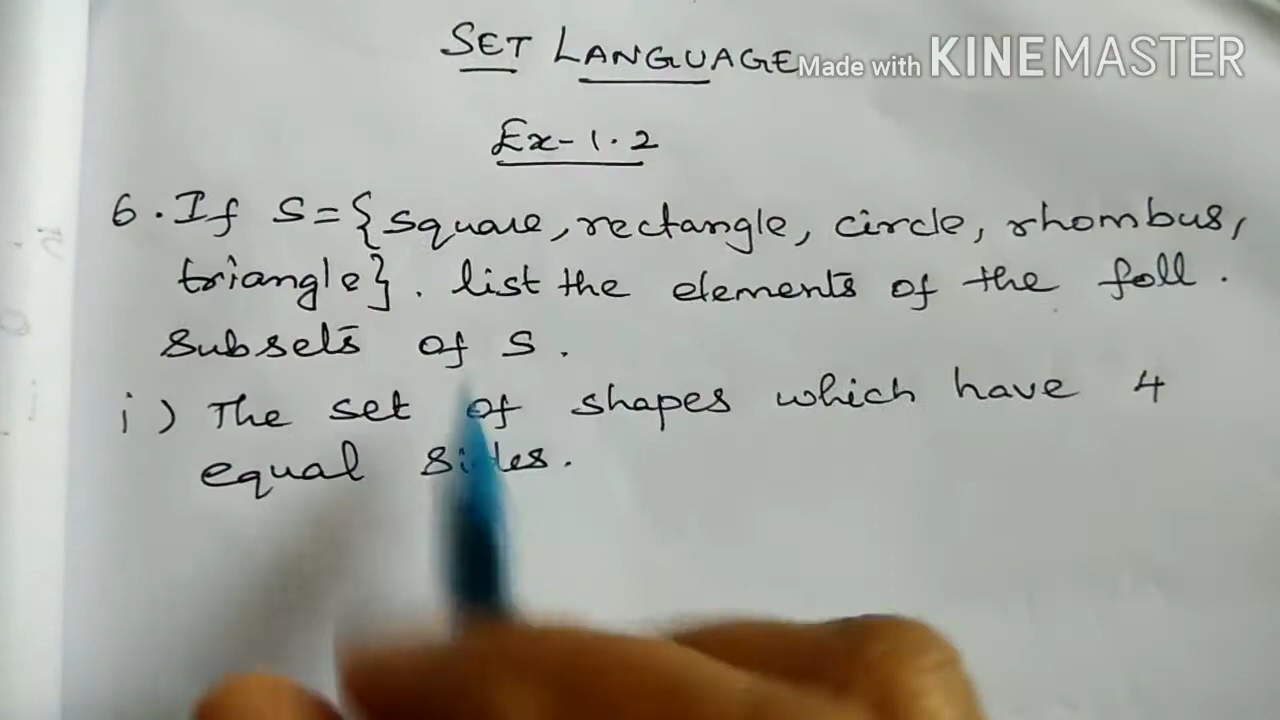 SET LANGUAGE
Made with KINEMASTER
Ex-1.2
6. If S={square, rectangle, circle, rhombus,
triangle}. list the elements of the foll.
subsets of S.
i) The set of shapes which have 4
equal sides.